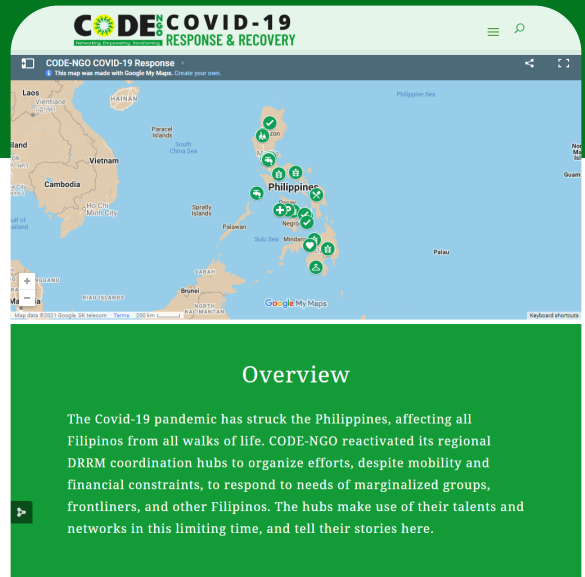 CODE NGO COVID-19
Networking. Empowering. Transforming. RESPONSE & RECOVERY
CODE-NGO COVID-19 Response
This map was made with Google My Maps. Create your own.
Laos
Vientiane
HAINAN
Philippine Sea
Paracel
Islands
South
China Sea
Vietnam
Cambodia
Ho Chi
Minh City
Philippines
Guam
Spratly
Islands
Palawan
Negro
Sulu Sea
Mindana
Palau
SABAH
Brunei
RIAU ISLANDS
NORTH
KALIMANTAN
+
−
Google My Maps
Map data ©2021 Google, SK telecom Terms 200 km
Keyboard shortcuts
Overview
The Covid-19 pandemic has struck the Philippines, affecting all
Filipinos from all walks of life. CODE-NGO reactivated its regional
DRRM coordination hubs to organize efforts, despite mobility and
financial constraints, to respond to needs of marginalized groups,
frontliners, and other Filipinos. The hubs make use of their talents and
networks in this limiting time, and tell their stories here.